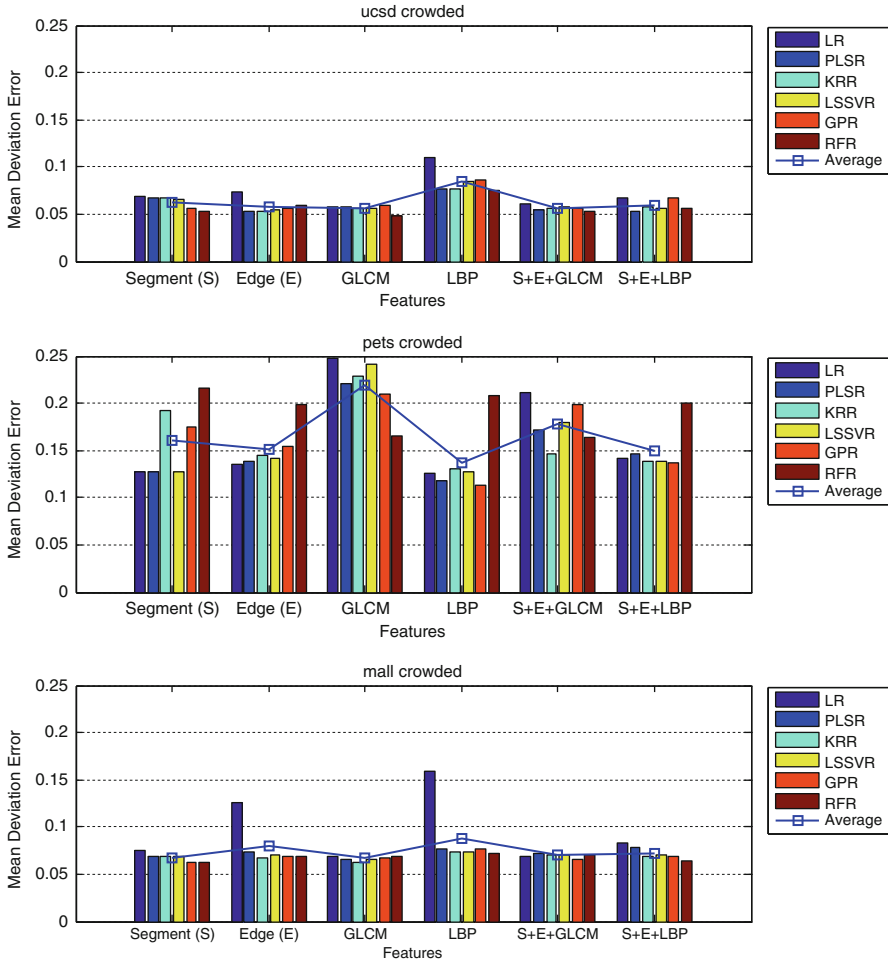 ucsd crowded
0.25
0.2
0.15
0.1
0.05
0
Mean Deviation Error
Segment (S) Edge (E) GLCM LBP S+E+GLCM S+E+LBP
Features
LR
PLSR
KRR
LSSVR
GPR
RFR
Average
pets crowded
0.25
0.2
0.15
0.1
0.05
0
Mean Deviation Error
Segment (S) Edge (E) GLCM LBP S+E+GLCM S+E+LBP
Features
LR
PLSR
KRR
LSSVR
GPR
RFR
Average
mall crowded
0.25
0.2
0.15
0.1
0.05
0
Mean Deviation Error
Segment (S) Edge (E) GLCM LBP S+E+GLCM S+E+LBP
Features
LR
PLSR
KRR
LSSVR
GPR
RFR
Average